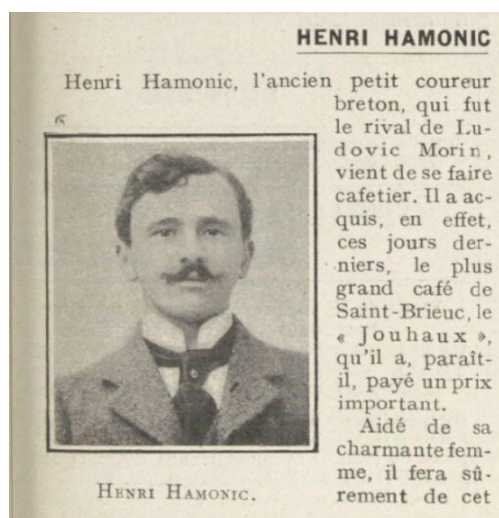 HENRI HAMONIC
Henri Hamonic, l'ancien petit coureur
breton, qui fut
le rival de Lu-
dovic Morin,
vient de se faire
cafetier. Il a ac-
quis, en effet,
ces jours der-
niers, le plus
grand café de
Saint-Brieuc, le
« Jouhaux »,
qu'il a, paraît-
il, payé un prix
important.
Aidé de sa
charmante fem-
me, il fera sû-
rement de cet
HENRI HAMONIC.